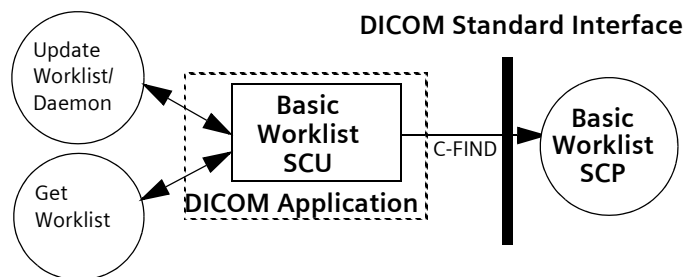 DICOM Standard Interface
Update
Worklist/
Daemon
Basic
Worklist
SCU
C-FIND
Basic
Worklist
SCP
Get
Worklist
DICOM Application